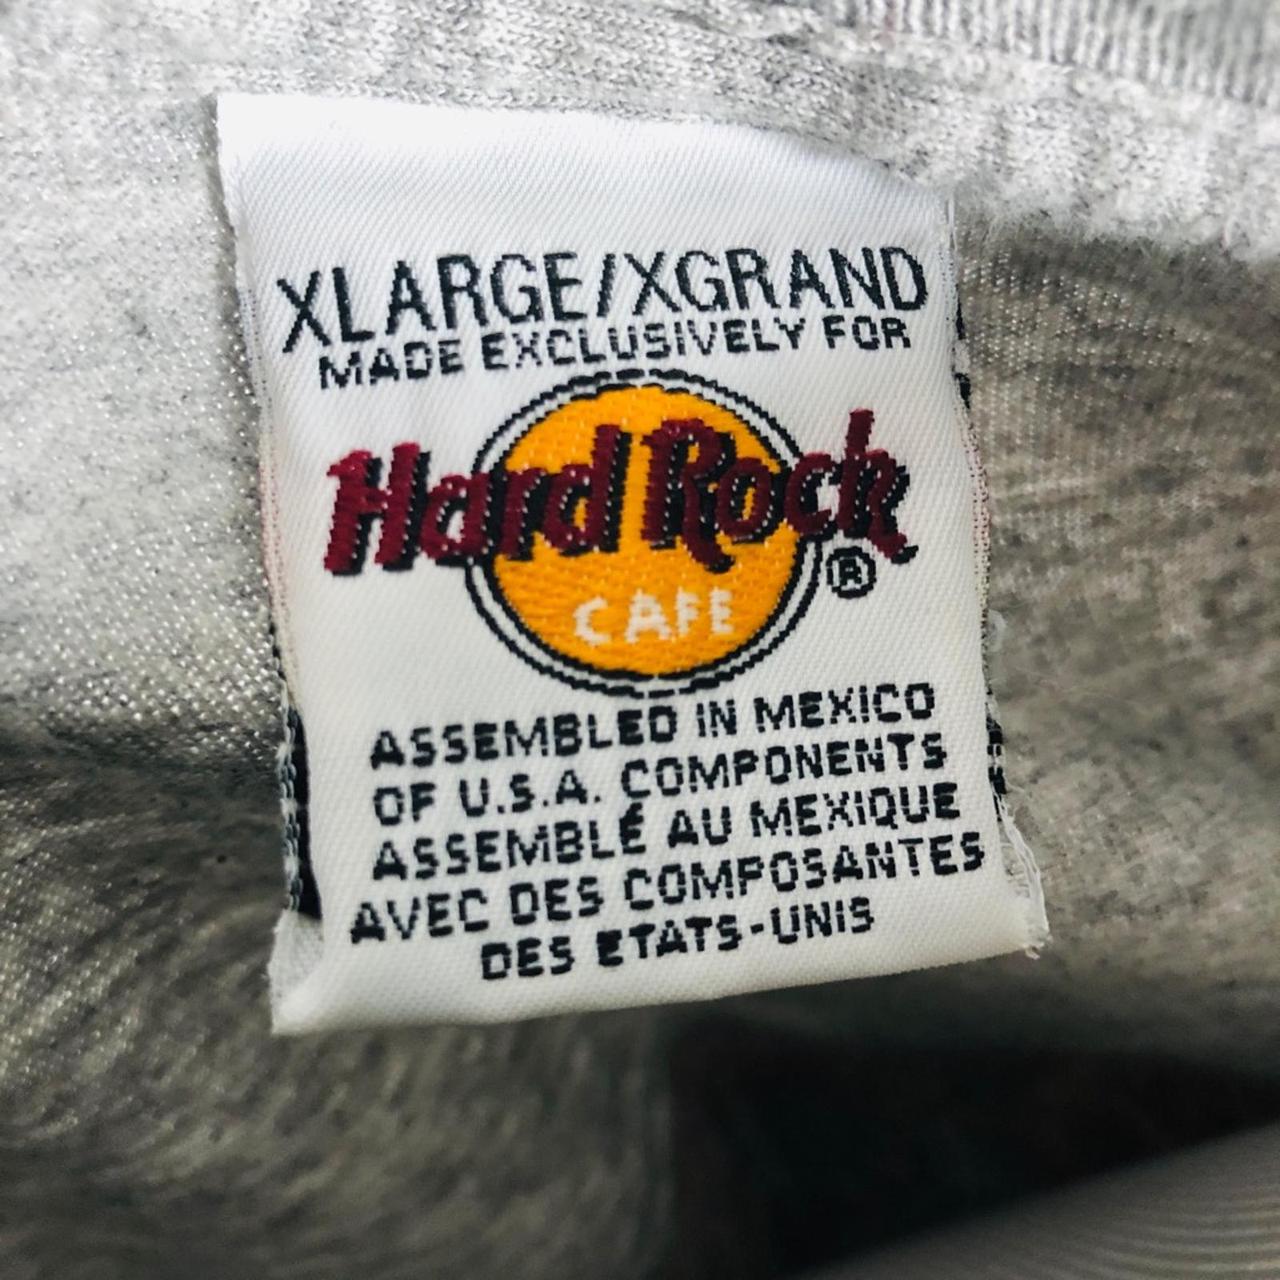 XLARGE/XGRAND
MADE EXCLUSIVELY FOR
Hard Rock
CAFE
®
ASSEMBLED IN MEXICO
OF U.S.A. COMPONENTS
ASSEMBLÉ AU MEXIQUE
AVEC DES COMPOSANTES
DES ETATS-UNIS